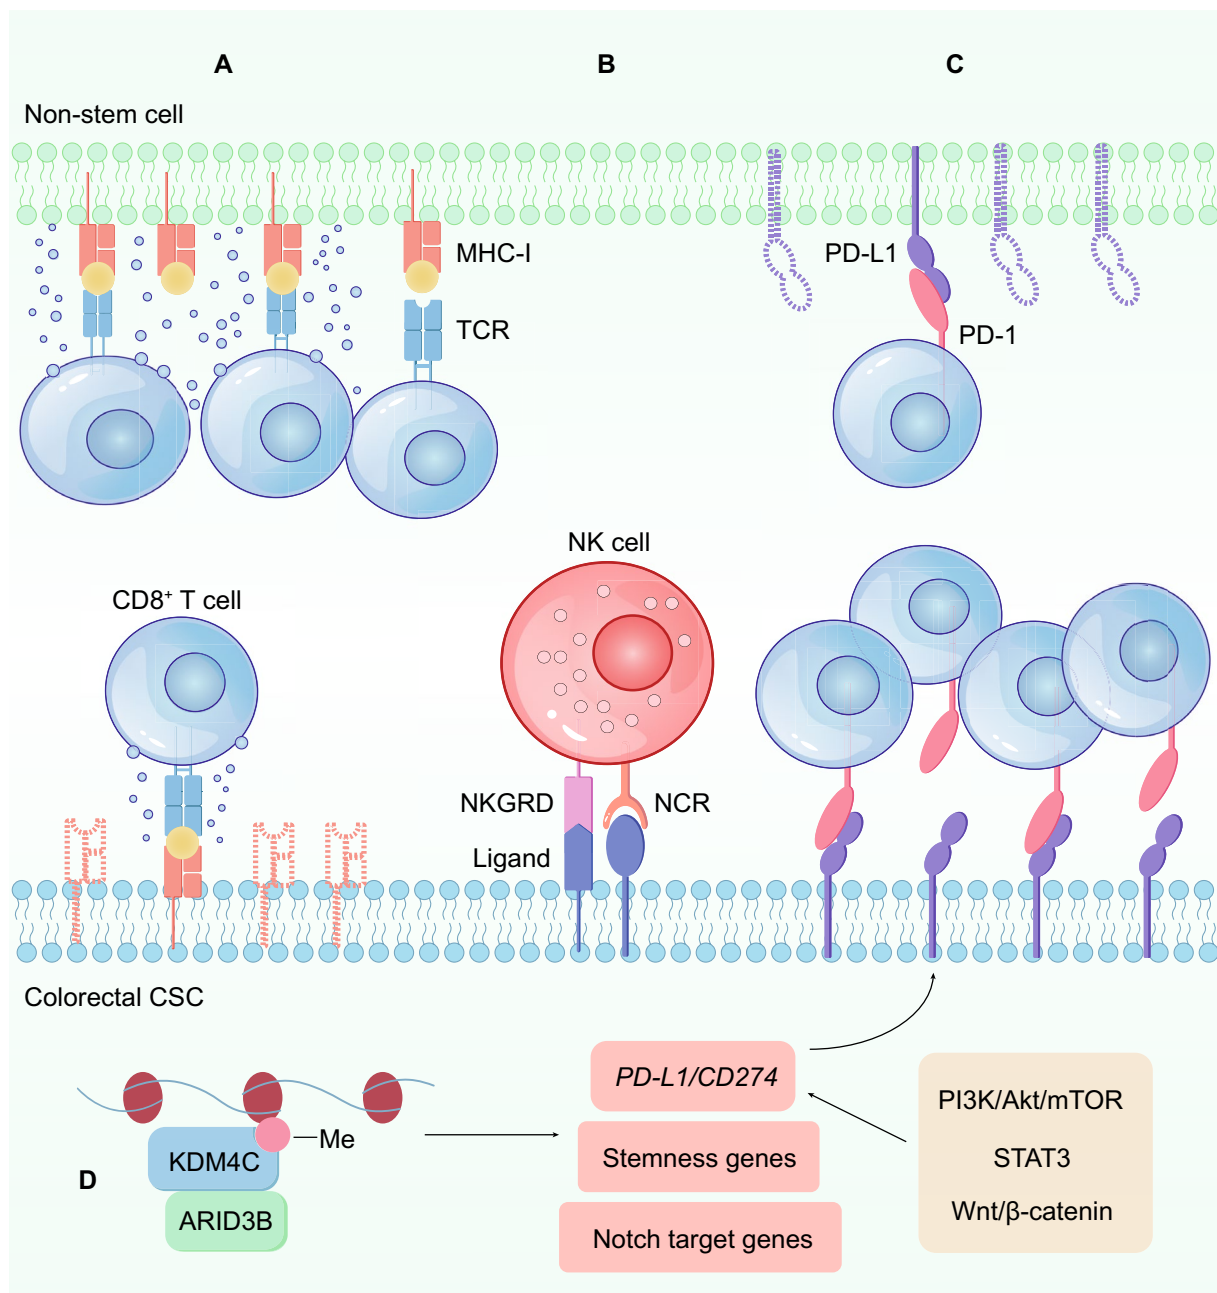 A
B
C
Non-stem cell
MHC-I
PD-L1
TCR
PD-1
NK cell
CD8⁺ T cell
NKGRD
NCR
Ligand
Colorectal CSC
PD-L1/CD274
PI3K/Akt/mTOR
Me
KDM4C
Stemness genes
STAT3
D
ARID3B
Wnt/β-catenin
Notch target genes